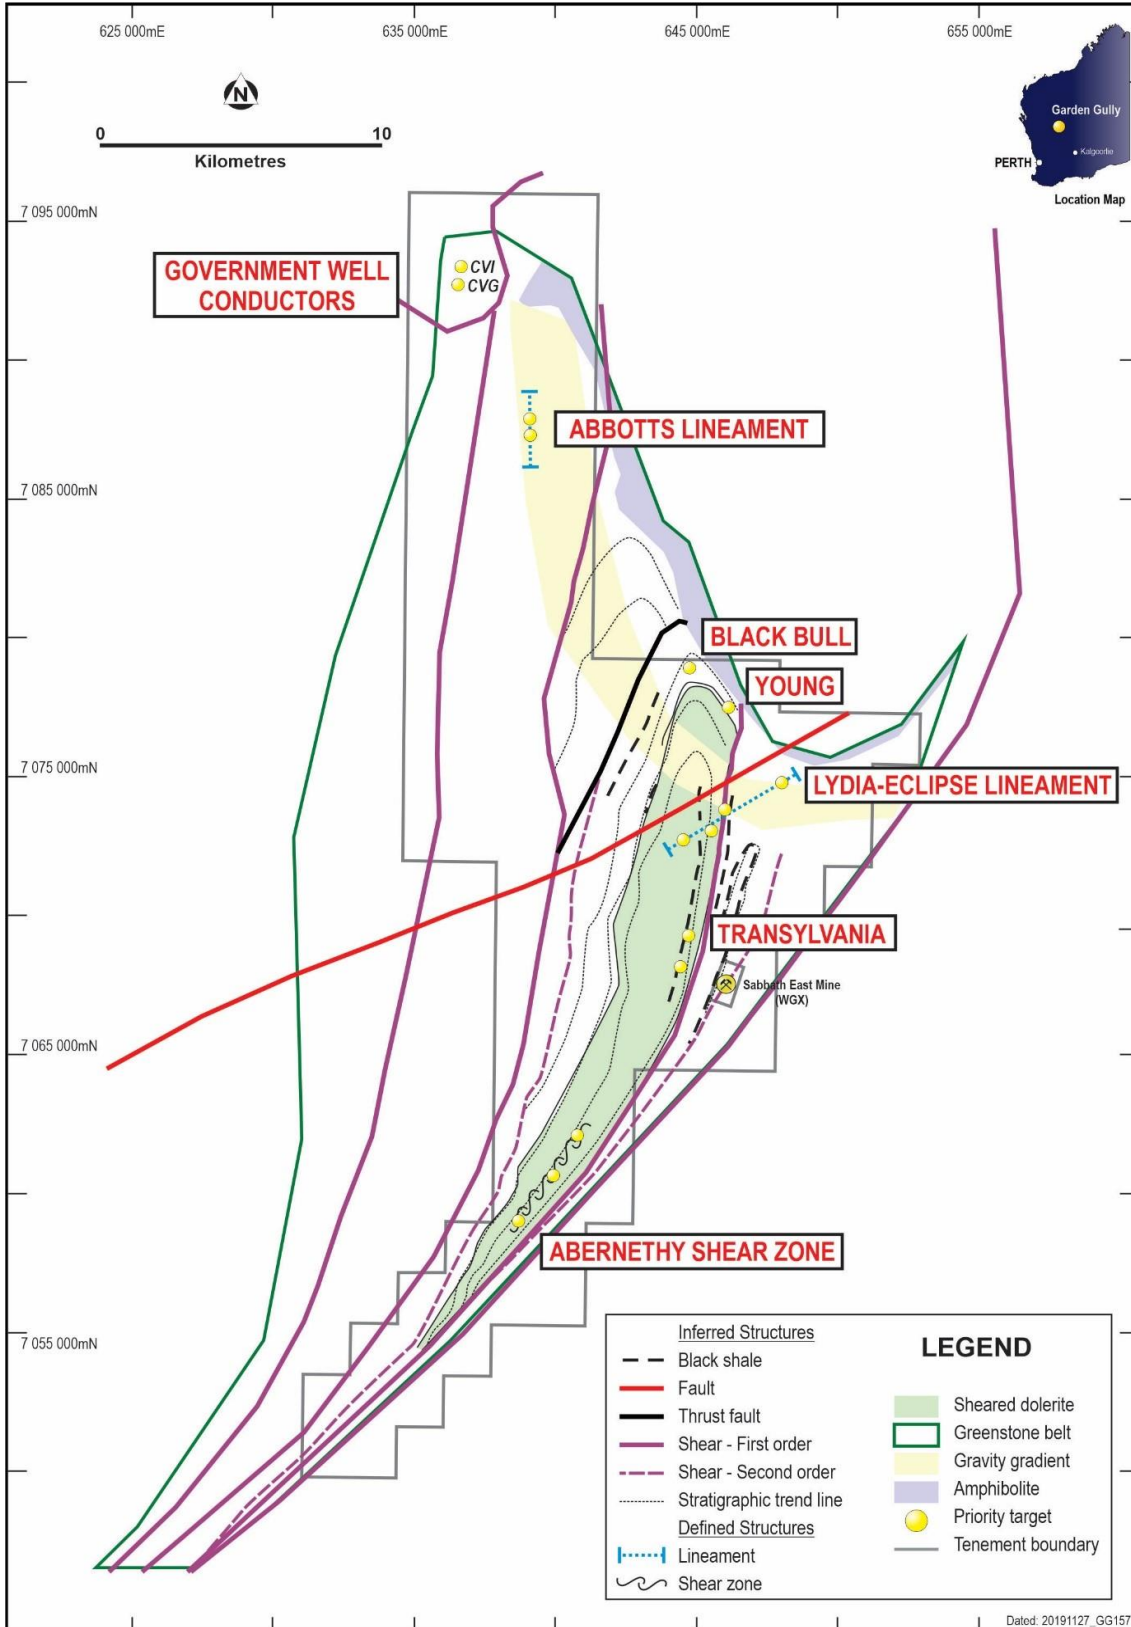 625 000mE
635 000mE
645 000mE
655 000mE
N
0
10
Kilometres
Garden Gully
Kalgoorlie
PERTH
Location Map
7 095 000mN
GOVERNMENT WELL
CONDUCTORS
CVI
CVG
ABBOTTS LINEAMENT
7 085 000mN
BLACK BULL
YOUNG
7 075 000mN
LYDIA-ECLIPSE LINEAMENT
TRANSYLVANIA
Sabbath East Mine
(WGX)
7 065 000mN
ABERNETHY SHEAR ZONE
7 055 000mN
Inferred Structures
Black shale
Fault
Thrust fault
Shear - First order
Shear - Second order
Stratigraphic trend line
Defined Structures
Lineament
Shear zone
LEGEND
Sheared dolerite
Greenstone belt
Gravity gradient
Amphibolite
Priority target
Tenement boundary
Dated: 20191127_GG157